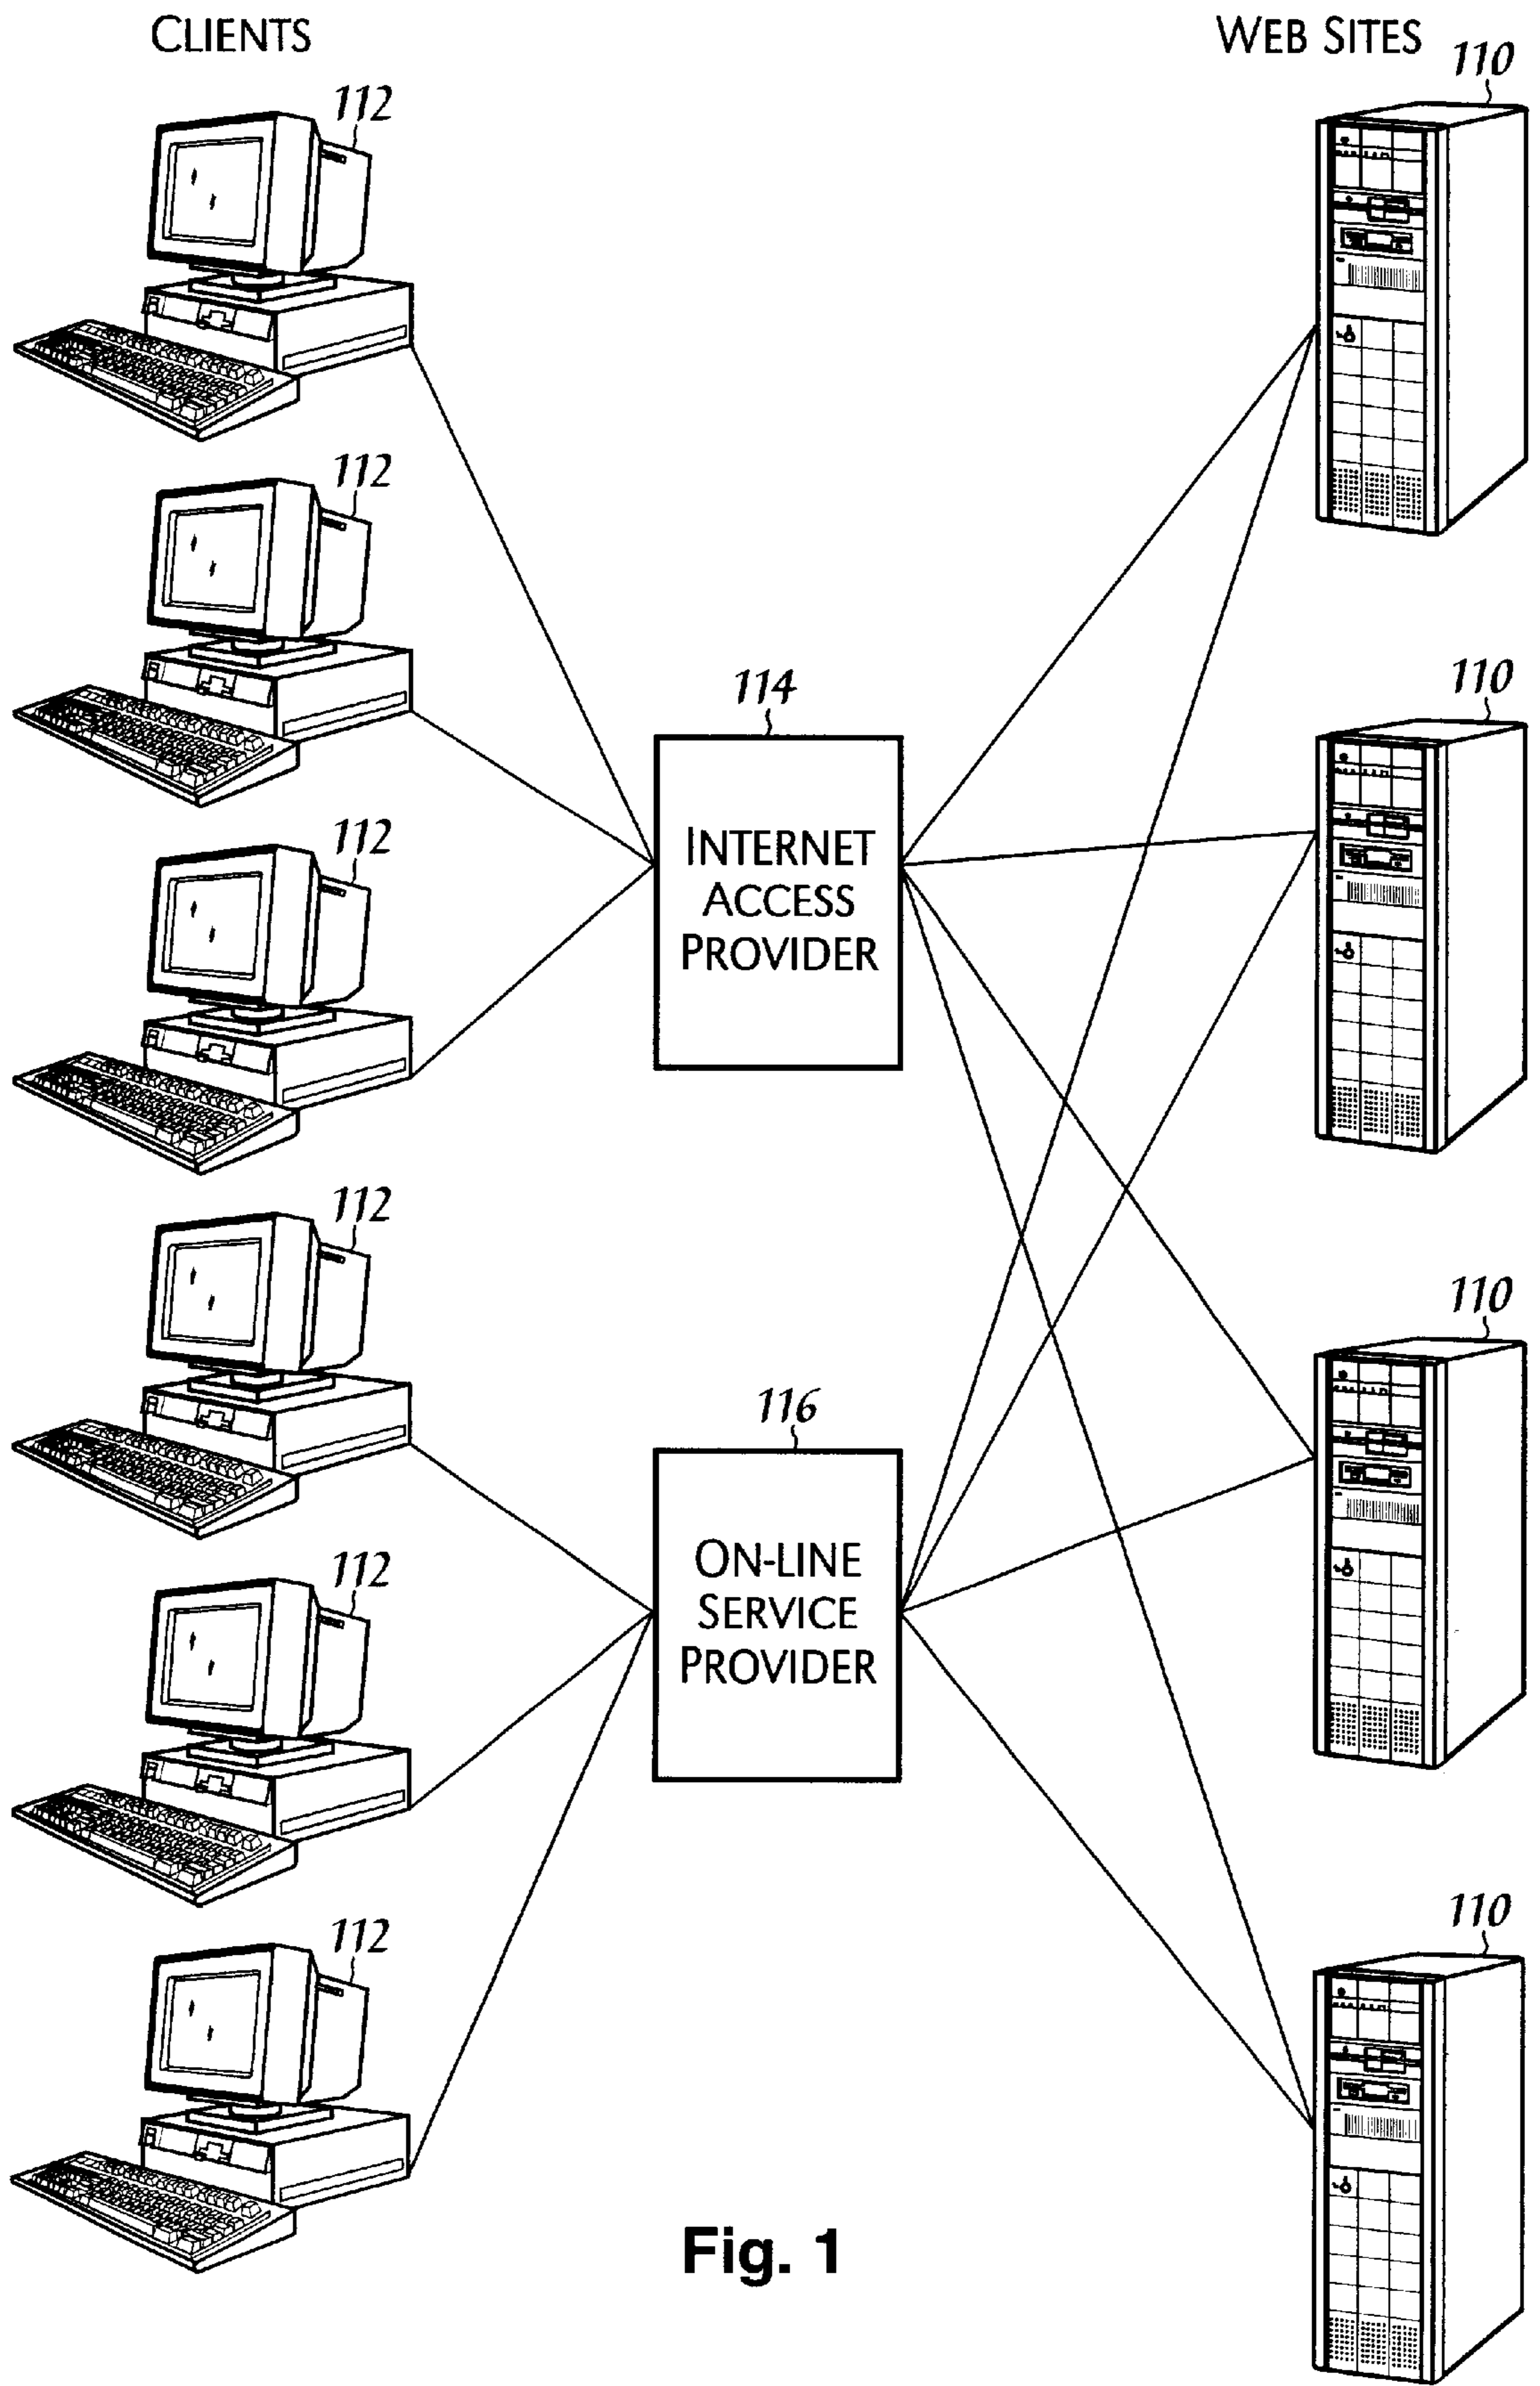 CLIENTS
WEB SITES
110
112
112
110
114
112
INTERNET
ACCESS
PROVIDER
112
110
116
112
ON-LINE
SERVICE
PROVIDER
112
110
Fig. 1